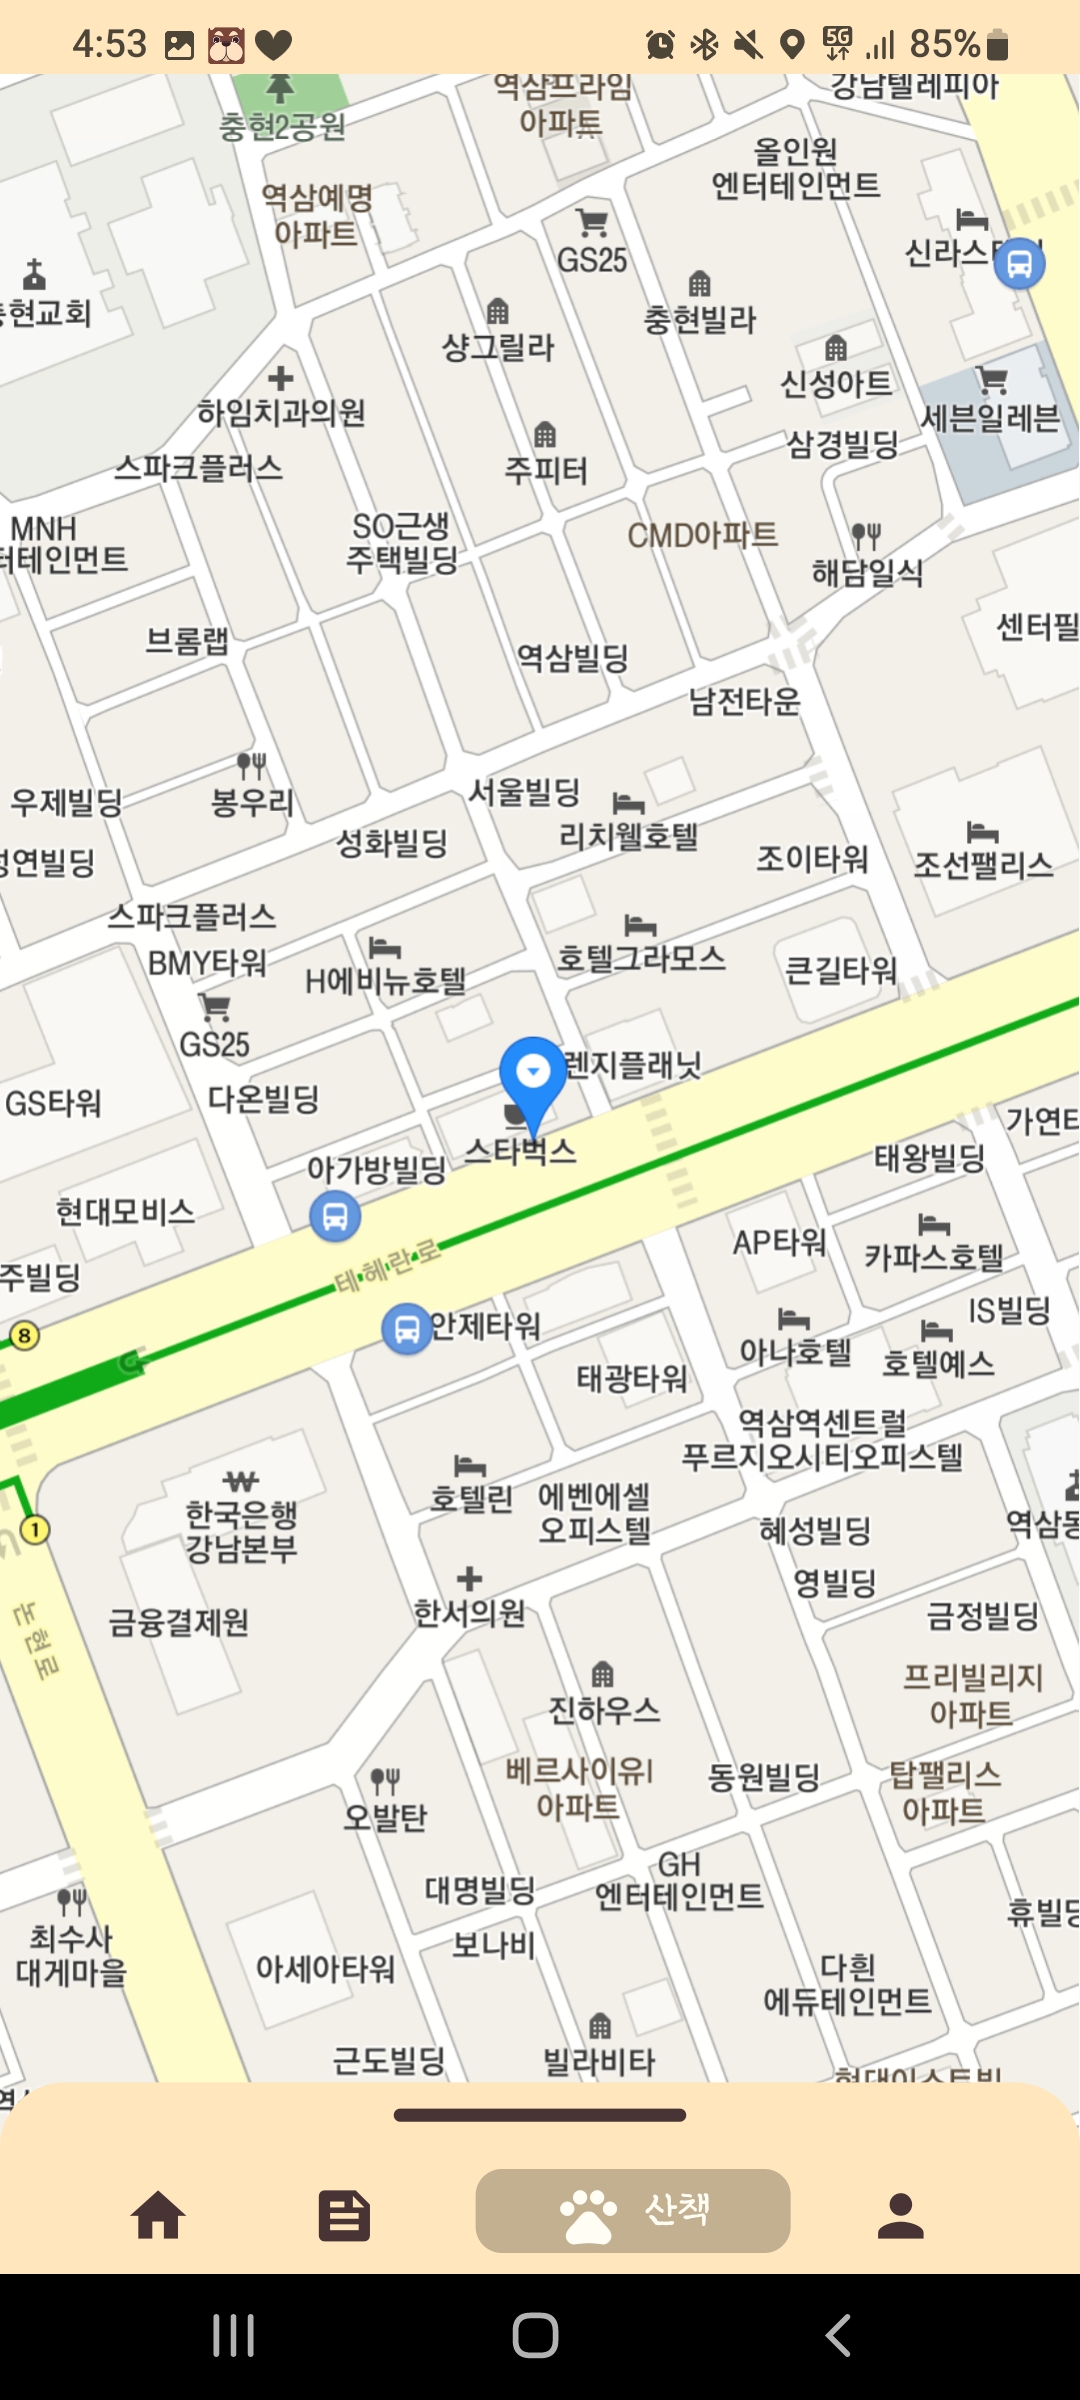 4:53
5G
85%
역삼프라임
아파트
강남텔레피아
충현2공원
올인원
엔터테인먼트
역삼예명
아파트
GS25
충현교회
샹그릴라
충현빌라
신성아트
하임치과의원
세븐일레븐
삼경빌딩
스파크플러스
주피터
MNH
터테인먼트
SO근생
주택빌딩
CMD아파트
해담일식
센터필
브롬랩
역삼빌딩
남전타운
우제빌딩
봉우리
서울빌딩
리치웰호텔
성화빌딩
조이타워
조선팰리스
성연빌딩
스파크플러스
BMY타워
H에비뉴호텔
호텔그라모스
큰길타워
GS25
렌지플래닛
GS타워
다온빌딩
가연타
스타벅스
아가방빌딩
태왕빌딩
현대모비스
AP타워
카파스호텔
테헤란로
주빌딩
IS빌딩
8
안제타워
아나호텔
호텔예스
태광타워
역삼역센트럴
푸르지오시티오피스텔
호텔린
에벤에셀
오피스텔
한국은행
강남본부
1
혜성빌딩
역삼동
영빌딩
한서의원
금융결제원
금정빌딩
논현로
진하우스
프리빌리지
아파트
베르사이유I
아파트
동원빌딩
탑팰리스
아파트
오발탄
대명빌딩
GH
엔터테인먼트
휴빌딩
최수사
대게마을
보나비
아세아타워
다흰
에듀테인먼트
근도빌딩
빌라비타
산책